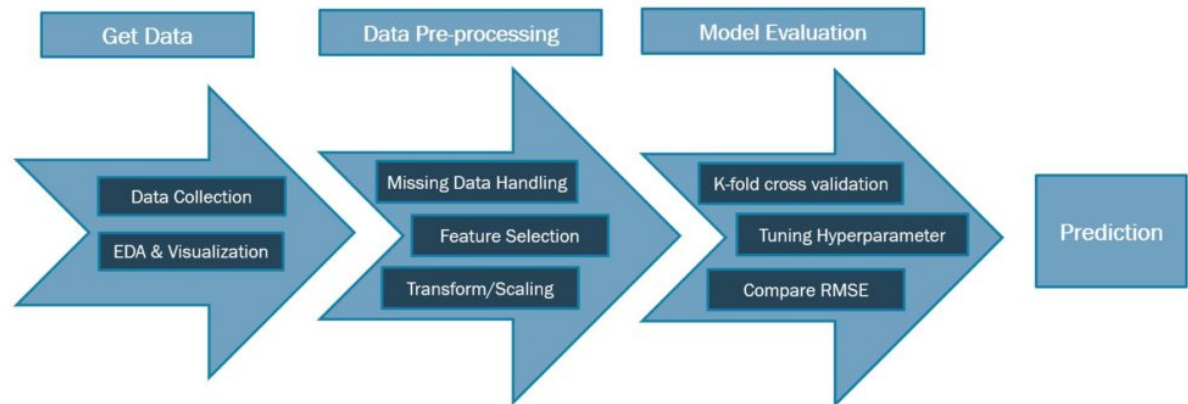 Get Data
Data Pre-processing
Model Evaluation
Data Collection
EDA & Visualization
Missing Data Handling
Feature Selection
Transform/Scaling
K-fold cross validation
Tuning Hyperparameter
Compare RMSE
Prediction